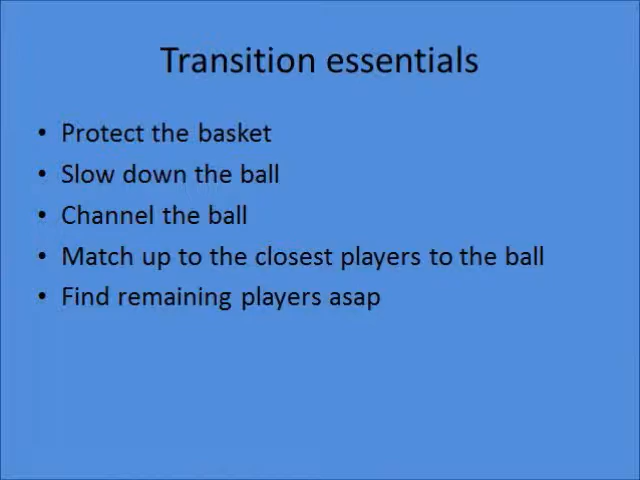 Transition essentials
• Protect the basket
• Slow down the ball
• Channel the ball
• Match up to the closest players to the ball
• Find remaining players asap